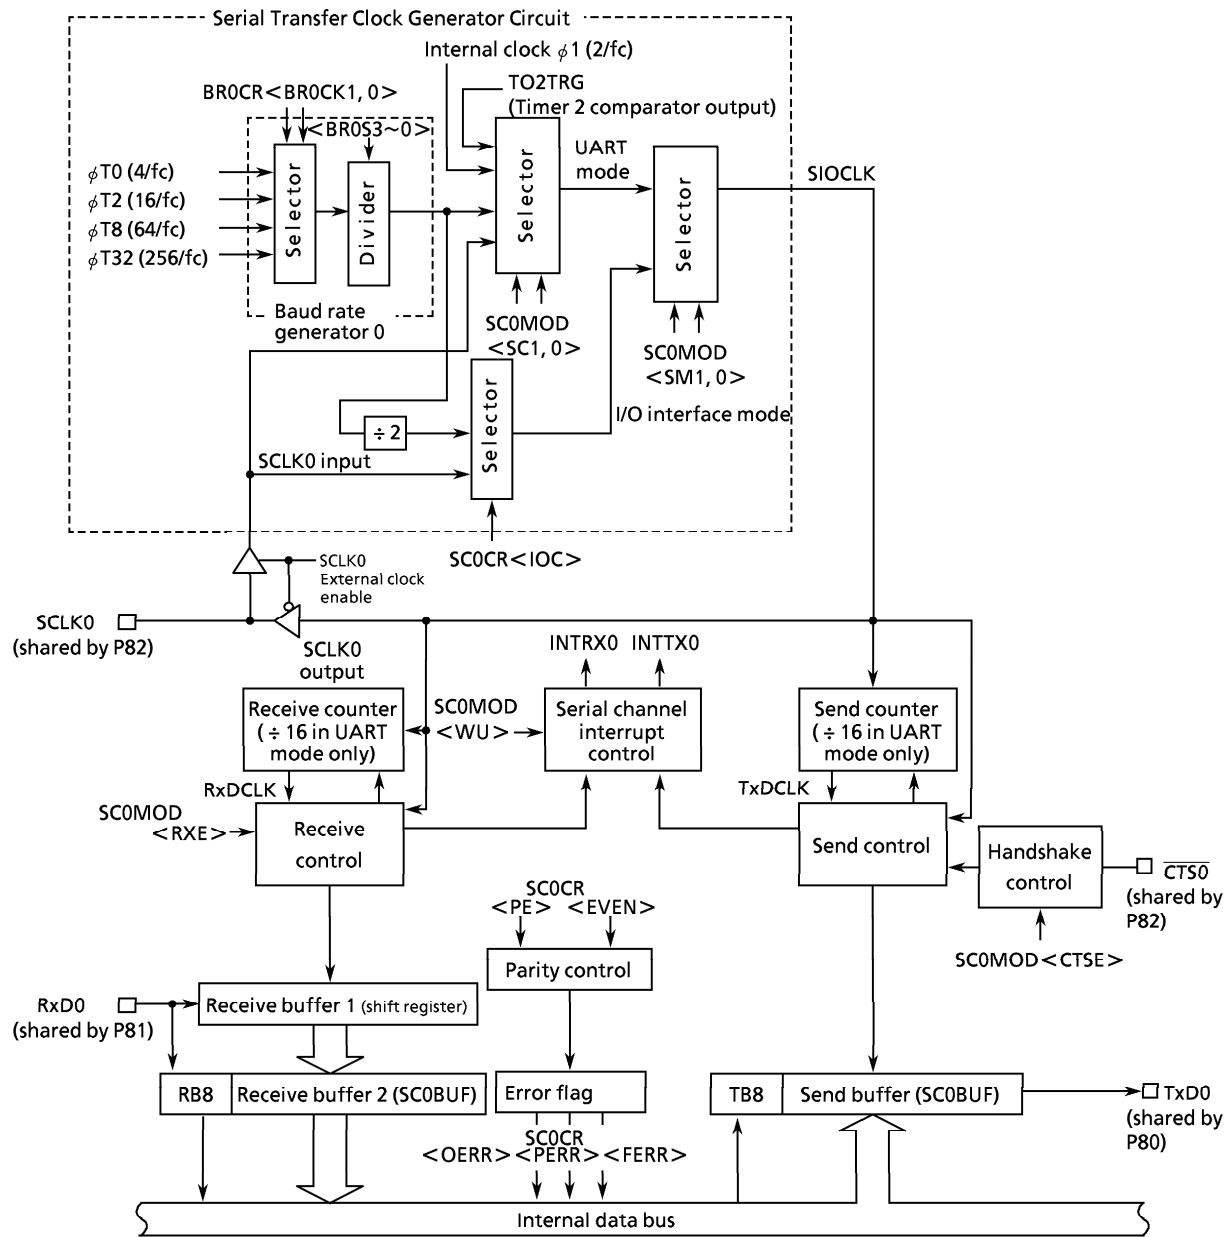 Serial Transfer Clock Generator Circuit
Internal clock φ1 (2/fc)
TO2TRG
(Timer 2 comparator output)
BR0CR<BR0CK1, 0>
<BR0S3~0>
UART
mode
SIOCLK
φT0 (4/fc)
φT2 (16/fc)
φT8 (64/fc)
φT32 (256/fc)
Selector
Divider
Selector
Selector
Baud rate
generator 0
SC0MOD
<SC1, 0>
SC0MOD
<SM1, 0>
I/O interface mode
÷ 2
Selector
SCLK0 input
SC0CR<IOC>
SCLK0
External clock
enable
SCLK0
(shared by P82)
SCLK0
output
INTRX0
INTTX0
Receive counter
(÷ 16 in UART
mode only)
SC0MOD
<WU>
Serial channel
interrupt
control
Send counter
(÷ 16 in UART
mode only)
RxDCLK
TxDCLK
SC0MOD
<RXE>
Receive
control
Send control
Handshake
control
CTS0
(shared by
P82)
SC0MOD<CTSE>
SC0CR
<PE>
<EVEN>
Parity control
RxD0
(shared by P81)
Receive buffer 1 (shift register)
RB8
Receive buffer 2 (SC0BUF)
Error flag
TB8
Send buffer (SC0BUF)
TxD0
(shared by
P80)
SC0CR
<OERR> <PERR> <FERR>
Internal data bus